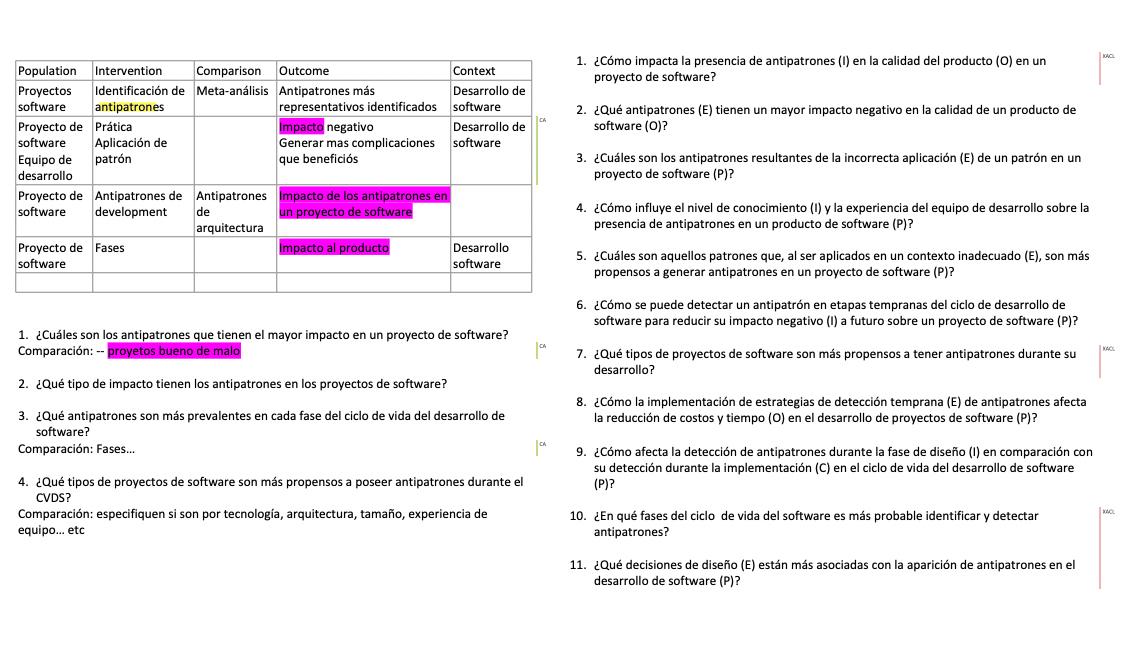 Population Intervention Comparison Outcome Context
Proyectos software Identificación de antipatrones Meta-análisis Antipatrones más representativos identificados Desarrollo de software
Proyecto de software Equipo de desarrollo Prática Aplicación de patrón Impacto negativo Generar mas complicaciones que beneficiós Desarrollo de software
Proyecto de software Antipatrones de development Antipatrones de arquitectura Impacto de los antipatrones en un proyecto de software
Proyecto de software Fases Impacto al producto Desarrollo software
CA
1. ¿Cuáles son los antipatrones que tienen el mayor impacto en un proyecto de software?
Comparación: -- proyetos bueno de malo
CA
2. ¿Qué tipo de impacto tienen los antipatrones en los proyectos de software?
3. ¿Qué antipatrones son más prevalentes en cada fase del ciclo de vida del desarrollo de
software?
Comparación: Fases...
CA
4. ¿Qué tipos de proyectos de software son más propensos a poseer antipatrones durante el
CVDS?
Comparación: especifiquen si son por tecnología, arquitectura, tamaño, experiencia de
equipo... etc
1. ¿Cómo impacta la presencia de antipatrones (I) en la calidad del producto (O) en un
proyecto de software?
XACL
2. ¿Qué antipatrones (E) tienen un mayor impacto negativo en la calidad de un producto de
software (O)?
3. ¿Cuáles son los antipatrones resultantes de la incorrecta aplicación (E) de un patrón en un
proyecto de software (P)?
4. ¿Cómo influye el nivel de conocimiento (I) y la experiencia del equipo de desarrollo sobre la
presencia de antipatrones en un producto de software (P)?
5. ¿Cuáles son aquellos patrones que, al ser aplicados en un contexto inadecuado (E), son más
propensos a generar antipatrones en un proyecto de software (P)?
6. ¿Cómo se puede detectar un antipatrón en etapas tempranas del ciclo de desarrollo de
software para reducir su impacto negativo (I) a futuro sobre un proyecto de software (P)?
7. ¿Qué tipos de proyectos de software son más propensos a tener antipatrones durante su
desarrollo?
XACL
8. ¿Cómo la implementación de estrategias de detección temprana (E) de antipatrones afecta
la reducción de costos y tiempo (O) en el desarrollo de proyectos de software (P)?
9. ¿Cómo afecta la detección de antipatrones durante la fase de diseño (I) en comparación con
su detección durante la implementación (C) en el ciclo de vida del desarrollo de software
(P)?
10. ¿En qué fases del ciclo de vida del software es más probable identificar y detectar
antipatrones?
XACL
11. ¿Qué decisiones de diseño (E) están más asociadas con la aparición de antipatrones en el
desarrollo de software (P)?